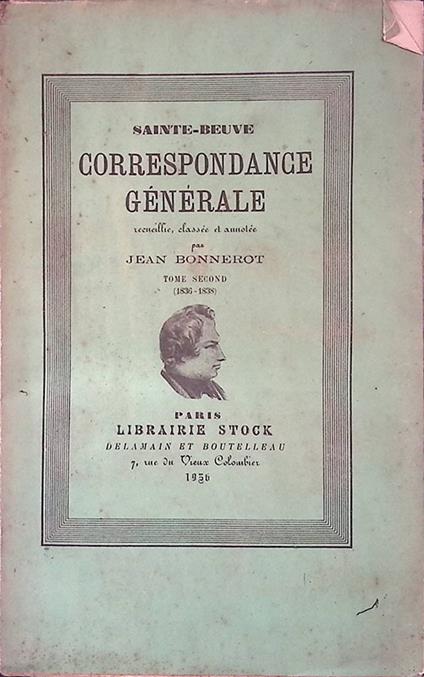 SAINTE-BEUVE
CORRESPONDANCE
GÉNÉRALE
recueillie, classée et annotée
par
JEAN BONNEROT
TOME SECOND
(1836-1838)
PARIS
LIBRAIRIE STOCK
DELAMAIN ET BOUTELLEAU
7, rue du Vieux Colombier
1936